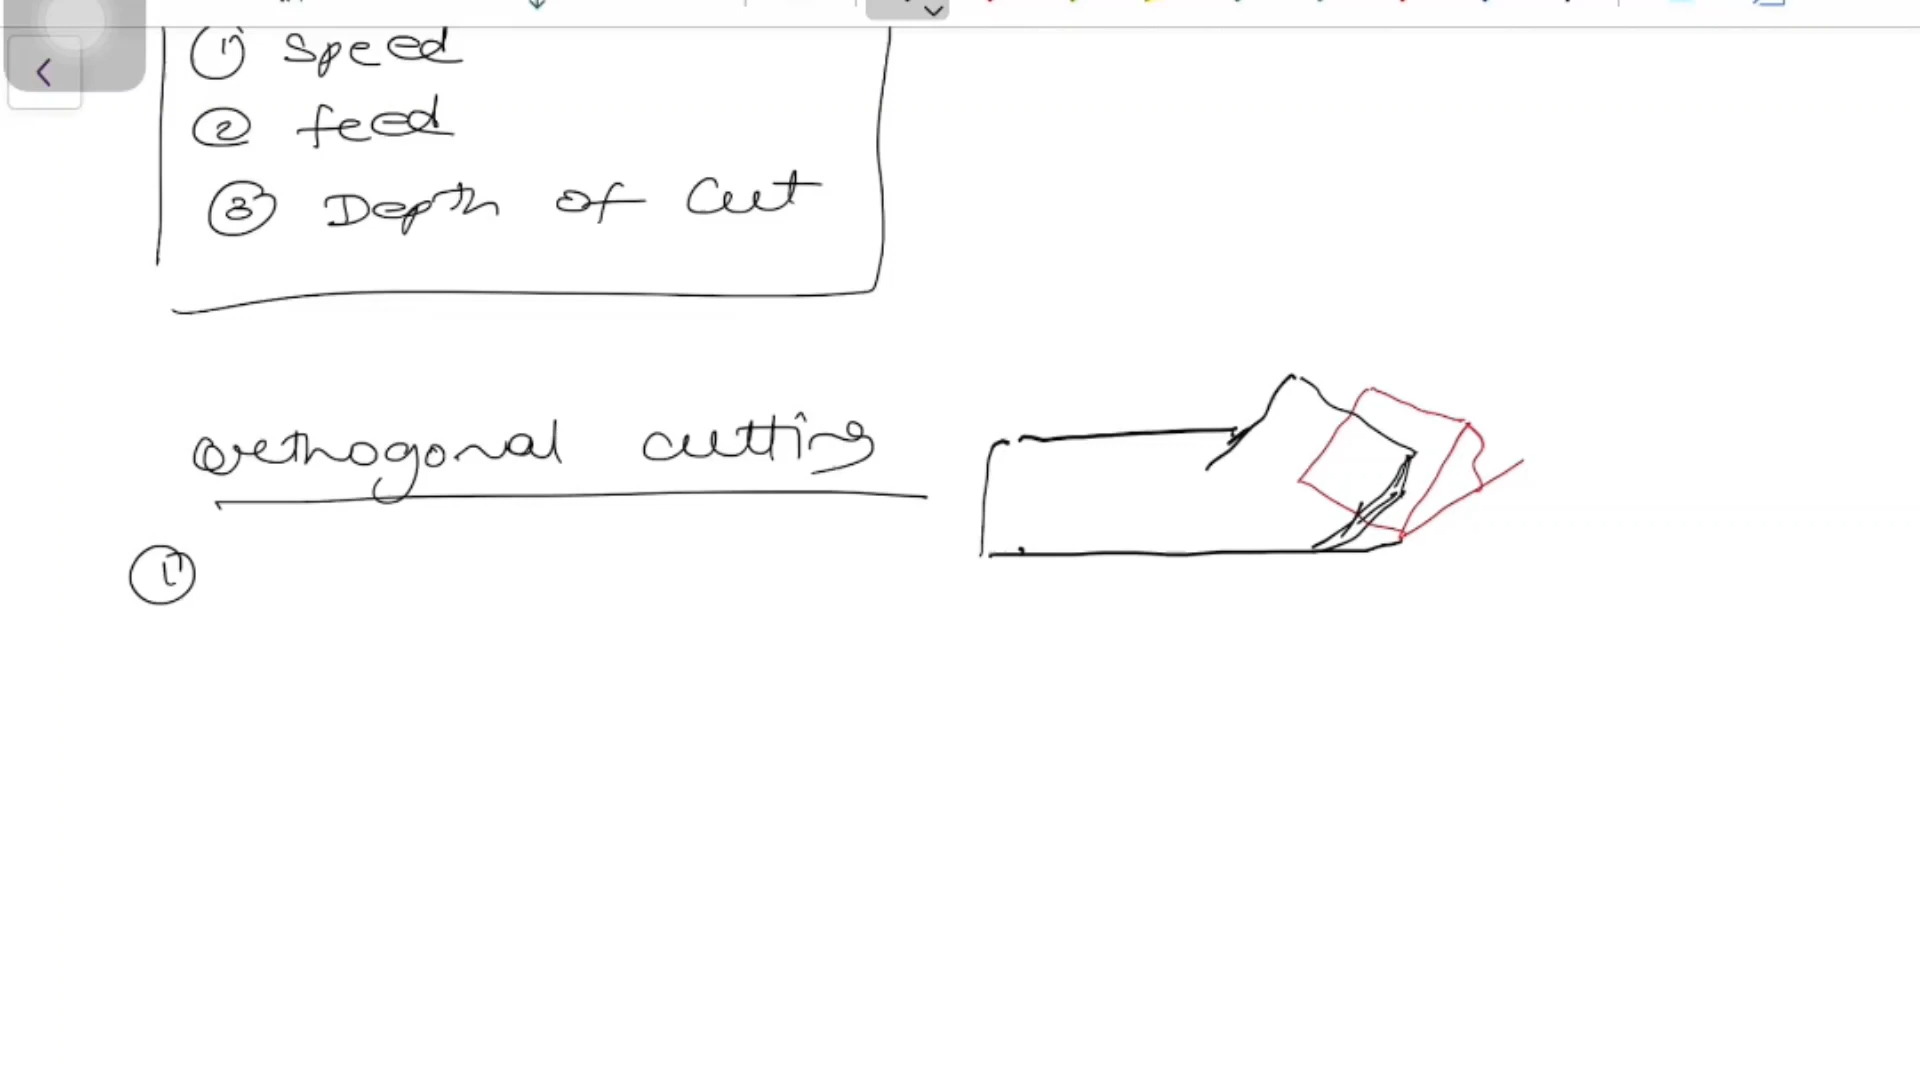 ① Speed
② feed
③ Depth of Cut
orthogonal cutting
①